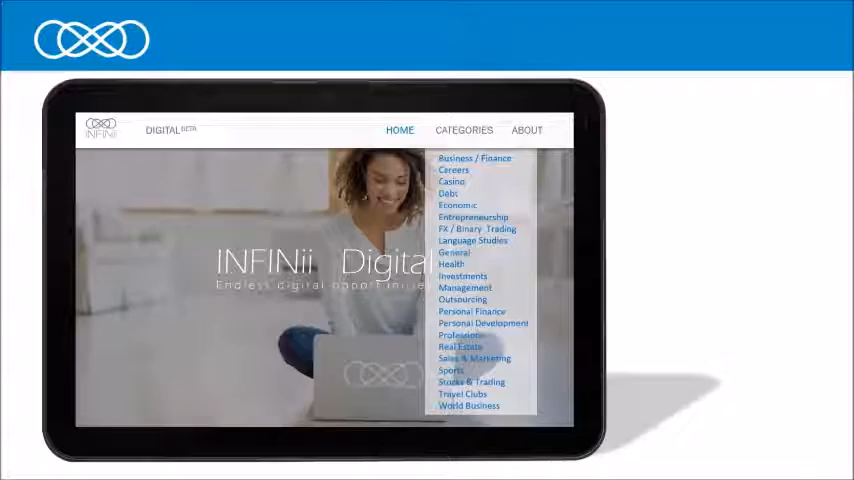 INFINii
DIGITAL BETA
HOME
CATEGORIES
ABOUT
Business / Finance
Careers
Casino
Debt
Economic
Entrepreneurship
FX / Binary Trading
Language Studies
General
Health
Investments
Management
Outsourcing
Personal Finance
Personal Development
Professional
Real Estate
Sales & Marketing
Sports
Stocks & Trading
Travel Clubs
World Business
INFINii Digital
Endless digital opportunities